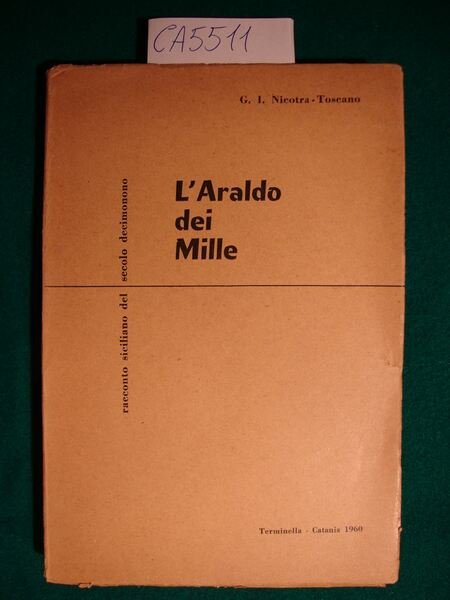 CA5511
G. I. Nicotra - Toscano
L'Araldo
dei
Mille
racconto siciliano del secolo decimonono
Terminella - Catania 1960